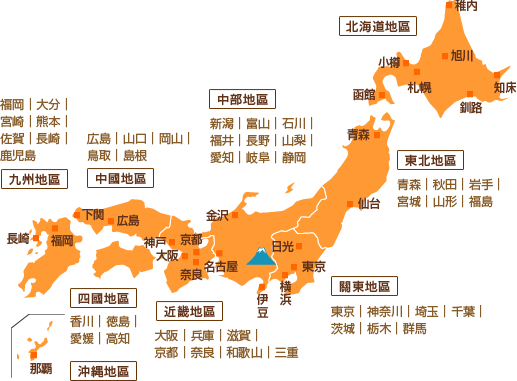 稚内
北海道地區
小樽
旭川
札幌
知床
函館
釧路
福岡｜大分｜
宮崎｜熊本｜
佐賀｜長崎｜
鹿児島
九州地區
広島｜山口｜岡山｜
鳥取｜島根
中國地區
中部地區
新潟｜富山｜石川｜
福井｜長野｜山梨｜
愛知｜岐阜｜静岡
青森
東北地區
青森｜秋田｜岩手｜
宮城｜山形｜福島
仙台
下関
広島
金沢
長崎
福岡
神戸
京都
大阪
奈良
名古屋
日光
東京
横浜
伊豆
關東地區
東京｜神奈川｜埼玉｜千葉｜
茨城｜栃木｜群馬
四國地區
香川｜徳島｜
愛媛｜高知
近畿地區
大阪｜兵庫｜滋賀｜
京都｜奈良｜和歌山｜三重
那覇
沖縄地區